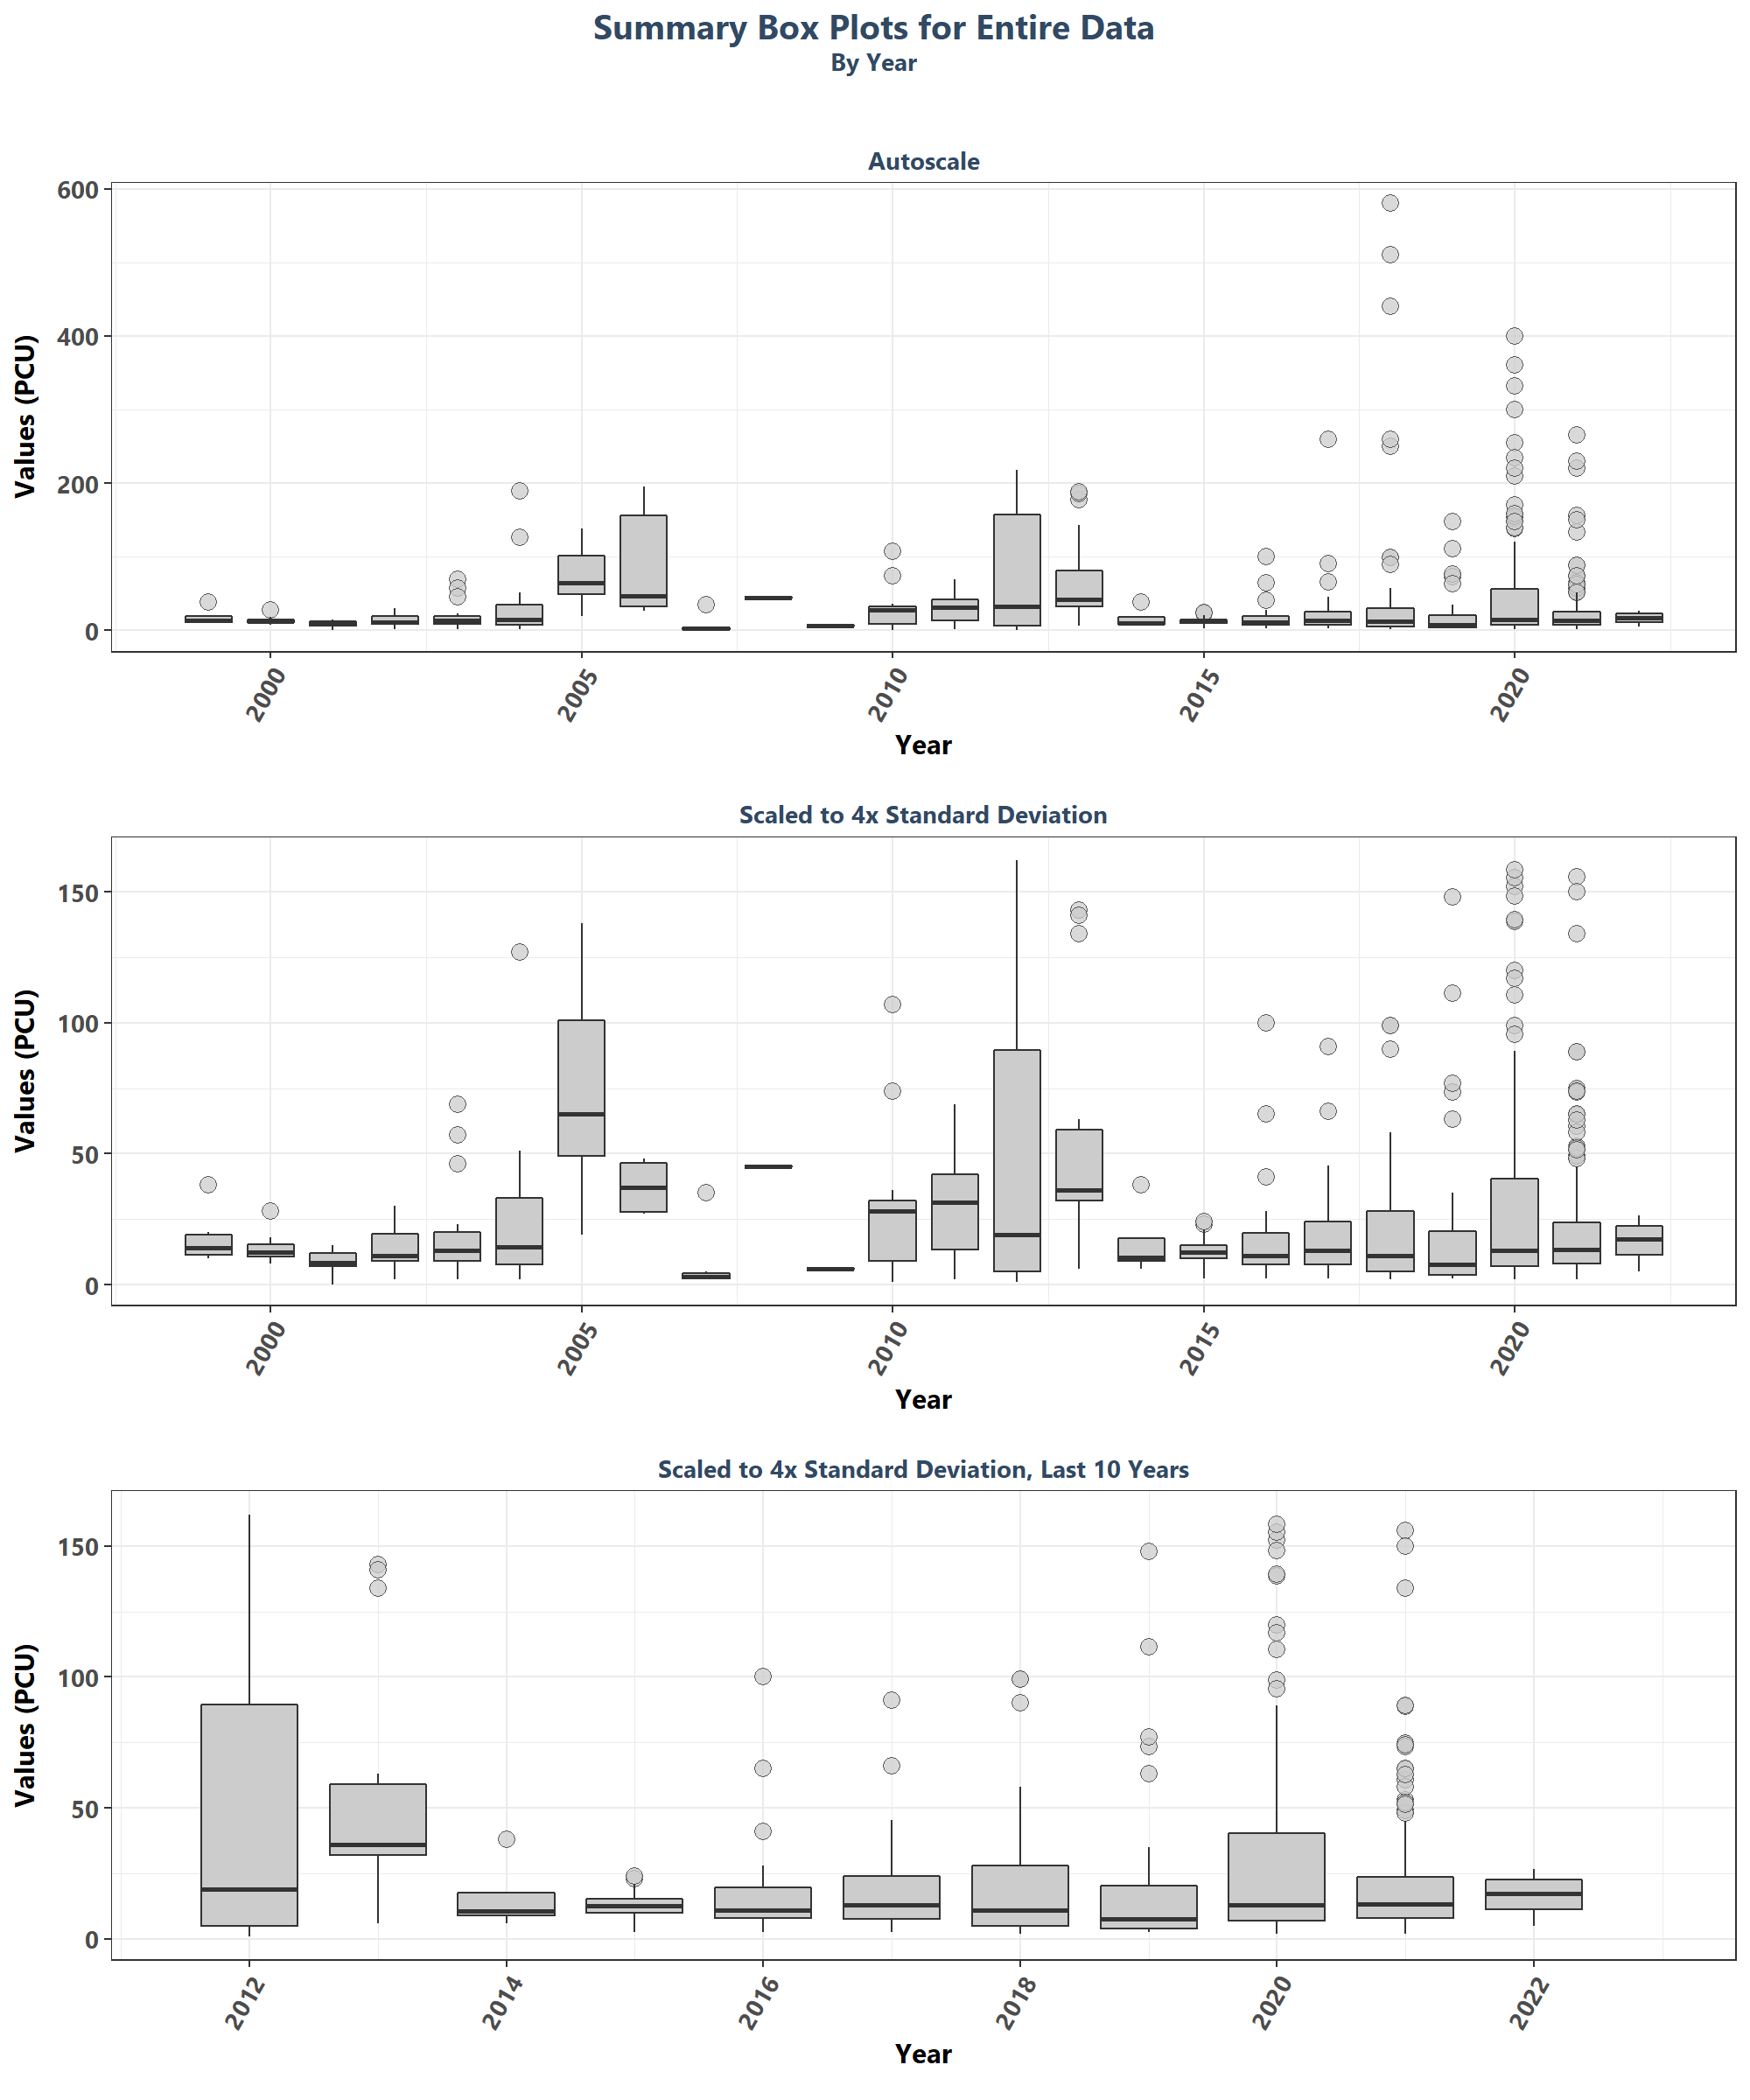 Summary Box Plots for Entire Data
By Year
Autoscale
Values (PCU)
600
400
200
0
2000
2005
2010
2015
2020
Year
Scaled to 4x Standard Deviation
Values (PCU)
150
100
50
0
2000
2005
2010
2015
2020
Year
Scaled to 4x Standard Deviation, Last 10 Years
Values (PCU)
150
100
50
0
2012
2014
2016
2018
2020
2022
Year